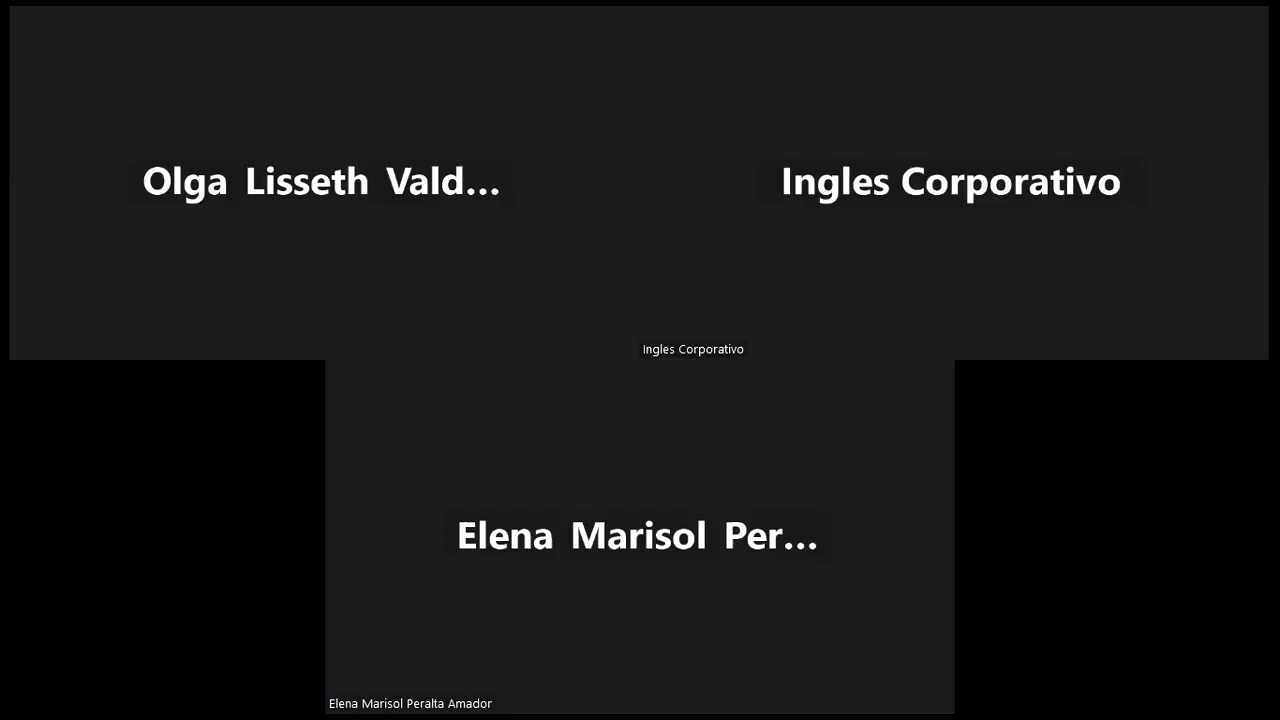 Olga Lisseth Vald...
Ingles Corporativo
Ingles Corporativo
Elena Marisol Per...
Elena Marisol Peralta Amador